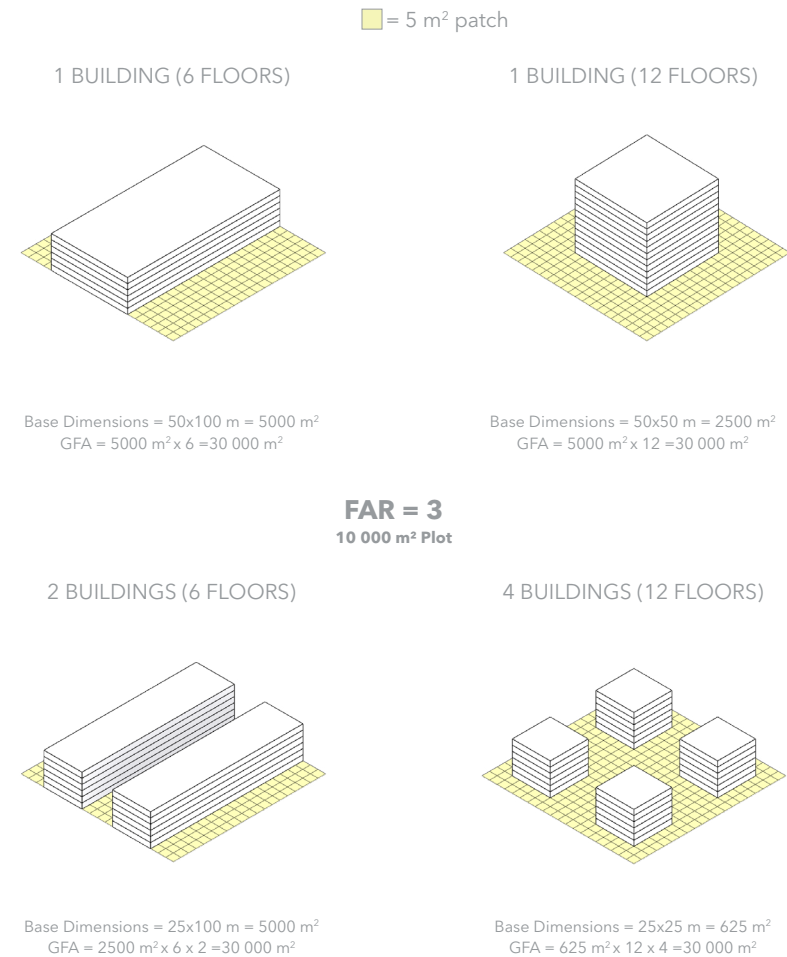 = 5 m² patch
1 BUILDING (6 FLOORS)
1 BUILDING (12 FLOORS)
Base Dimensions = 50x100 m = 5000 m²
GFA = 5000 m² x 6 =30 000 m²
Base Dimensions = 50x50 m = 2500 m²
GFA = 5000 m² x 12 =30 000 m²
FAR = 3
10 000 m² Plot
2 BUILDINGS (6 FLOORS)
4 BUILDINGS (12 FLOORS)
Base Dimensions = 25x100 m = 5000 m²
GFA = 2500 m² x 6 x 2 =30 000 m²
Base Dimensions = 25x25 m = 625 m²
GFA = 625 m² x 12 x 4 =30 000 m²